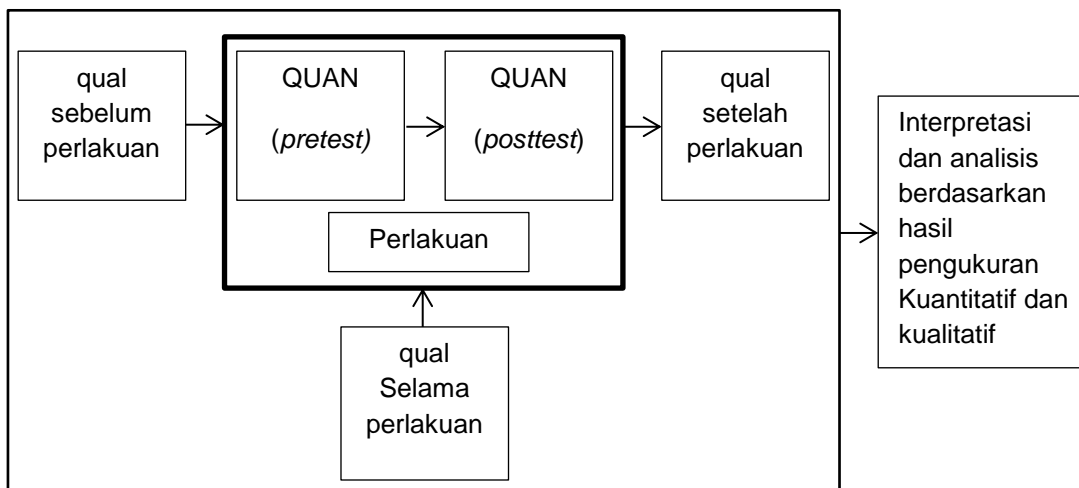 qual
sebelum
perlakuan
QUAN
(pretest)
QUAN
(posttest)
Perlakuan
qual
Selama
perlakuan
qual
setelah
perlakuan
Interpretasi
dan analisis
berdasarkan
hasil
pengukuran
Kuantitatif dan
kualitatif